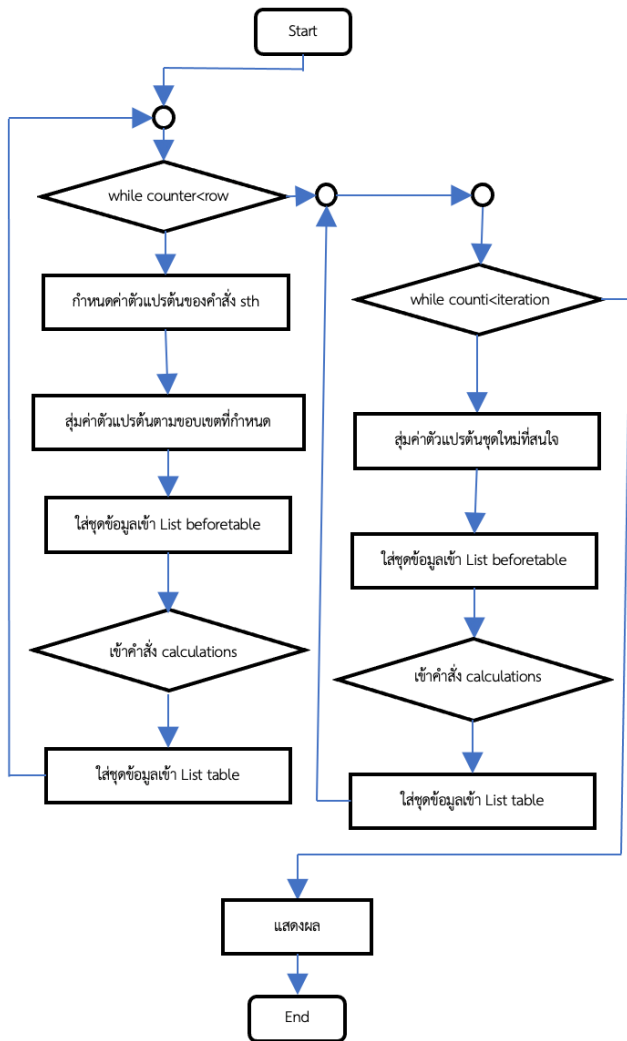 Start
while counter<row
กำหนดค่าตัวแปรต้นของคำสั่ง sth
สุ่มค่าตัวแปรต้นตามขอบเขตที่กำหนด
ใส่ชุดข้อมูลเข้า List beforetable
เข้าคำสั่ง calculations
ใส่ชุดข้อมูลเข้า List table
while counti<iteration
สุ่มค่าตัวแปรต้นชุดใหม่ที่สนใจ
ใส่ชุดข้อมูลเข้า List beforetable
เข้าคำสั่ง calculations
ใส่ชุดข้อมูลเข้า List table
แสดงผล
End